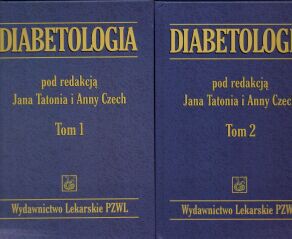 DIABETOLOGIA
pod redakcją
Jana Tatonia i Anny Czech
Tom 1
Wydawnictwo Lekarskie PZWL
DIABETOLOGI
pod redakcją
Jana Tatonia i Anny Czec
Tom 2
Wydawnictwo Lekarskie PZWL